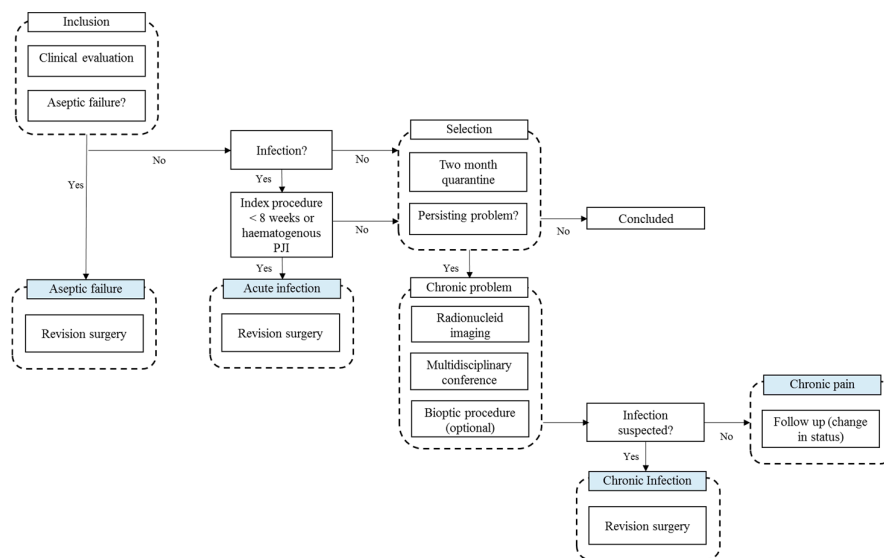 Inclusion
Clinical evaluation
Aseptic failure?
No
Yes
Infection?
No
Yes
Index procedure
< 8 weeks or
haematogenous
PJI
No
Yes
Selection
Two month
quarantine
Persisting problem?
No
Yes
Concluded
Aseptic failure
Revision surgery
Acute infection
Revision surgery
Chronic problem
Radionucleid
imaging
Multidisciplinary
conference
Bioptic procedure
(optional)
Infection
suspected?
No
Yes
Chronic pain
Follow up (change
in status)
Chronic Infection
Revision surgery